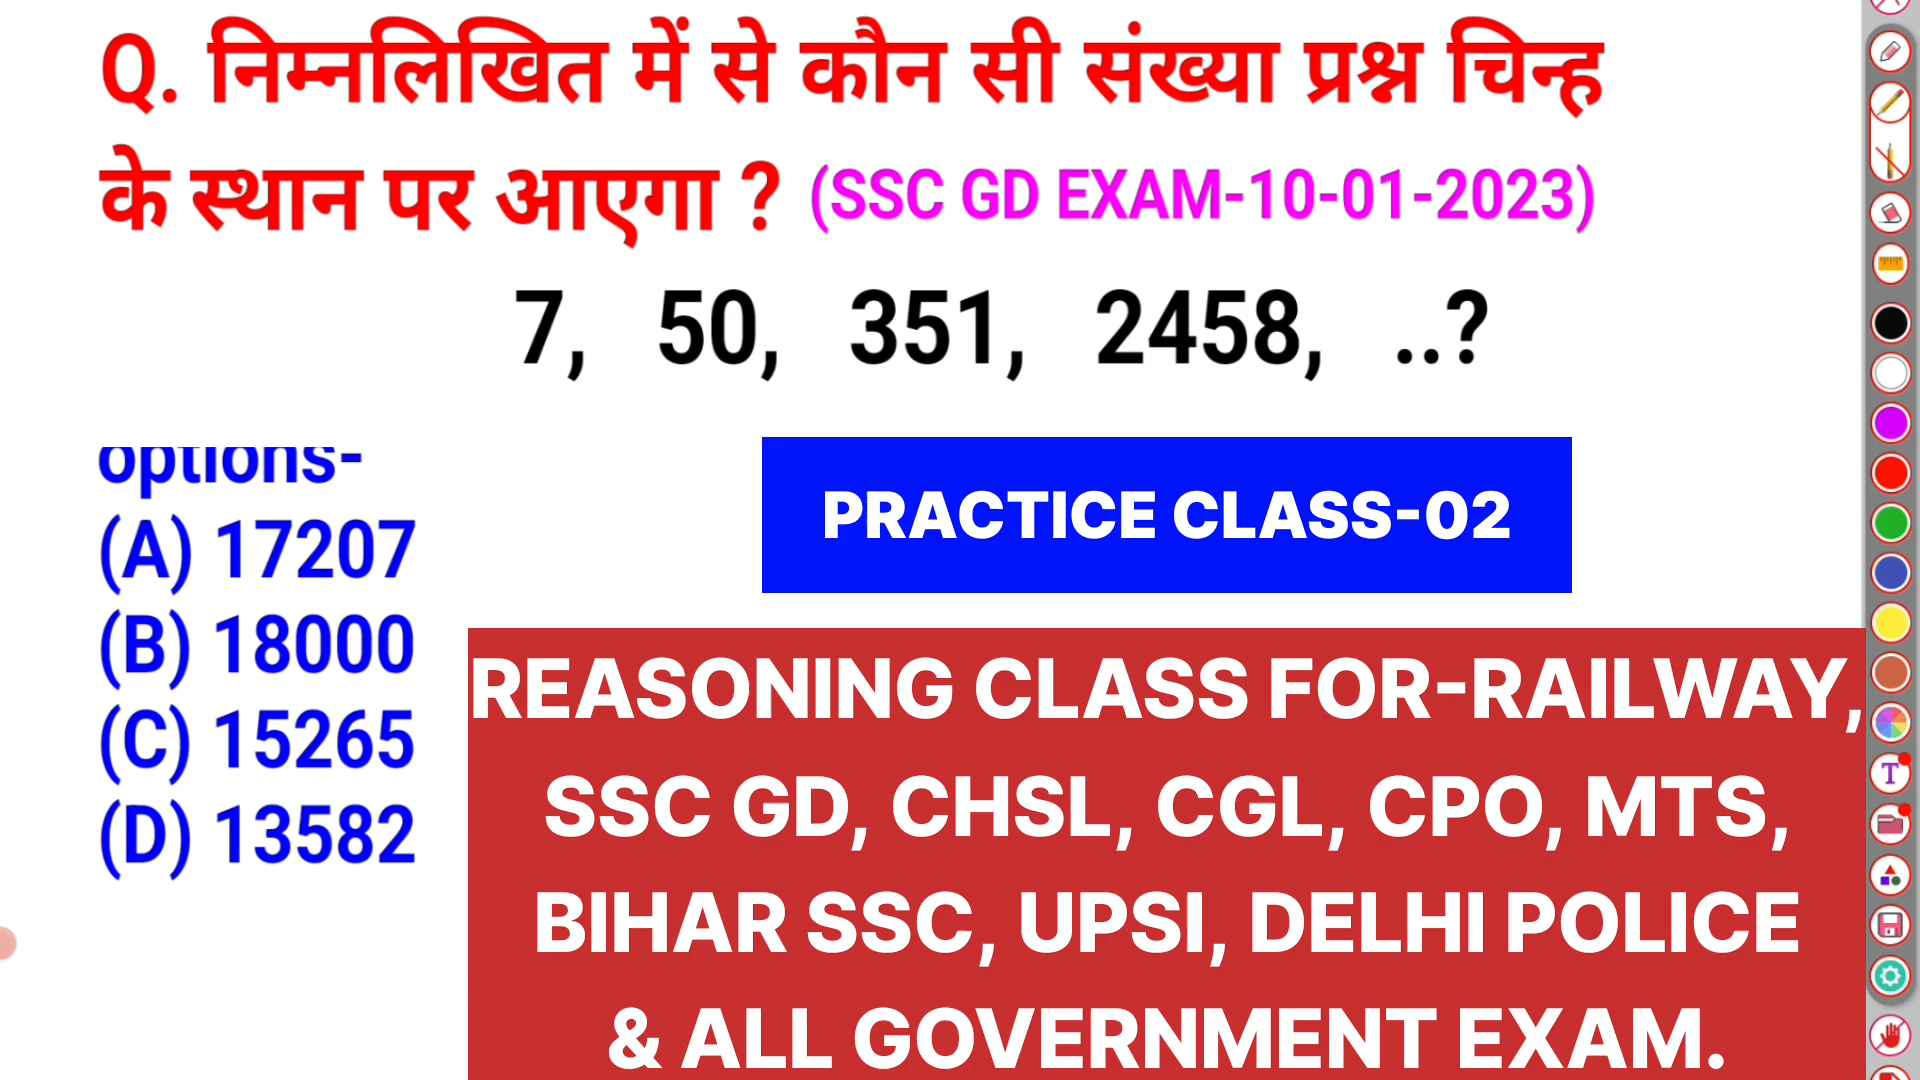 Q. निम्नलिखित में से कौन सी संख्या प्रश्न चिन्ह
के स्थान पर आएगा ? (SSC GD EXAM-10-01-2023)
7, 50, 351, 2458, ..?
options-
(A) 17207
(B) 18000
(C) 15265
(D) 13582
PRACTICE CLASS-02
REASONING CLASS FOR-RAILWAY,
SSC GD, CHSL, CGL, CPO, MTS,
BIHAR SSC, UPSI, DELHI POLICE
& ALL GOVERNMENT EXAM.
T